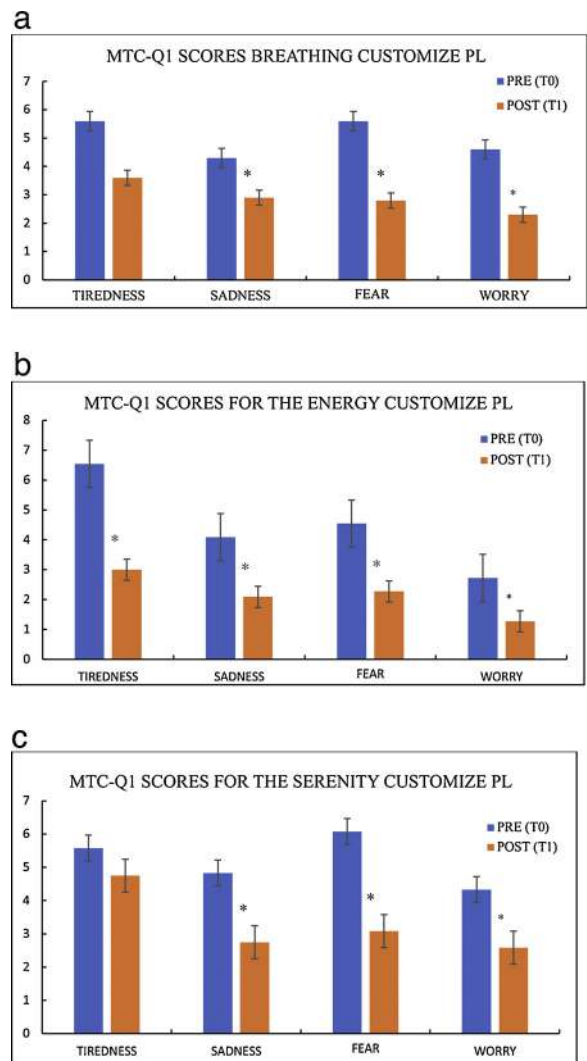 a
MTC-Q1 SCORES BREATHING CUSTOMIZE PL
7
6
5
4
3
2
1
0
PRE (T0)
POST (T1)
*
*
*
TIREDNESS SADNESS FEAR WORRY
b
MTC-Q1 SCORES FOR THE ENERGY CUSTOMIZE PL
8
7
6
5
4
3
2
1
0
PRE (T0)
POST (T1)
*
*
*
*
TIREDNESS SADNESS FEAR WORRY
c
MTC-Q1 SCORES FOR THE SERENITY CUSTOMIZE PL
7
6
5
4
3
2
1
0
PRE (T0)
POST (T1)
*
*
*
TIREDNESS SADNESS FEAR WORRY